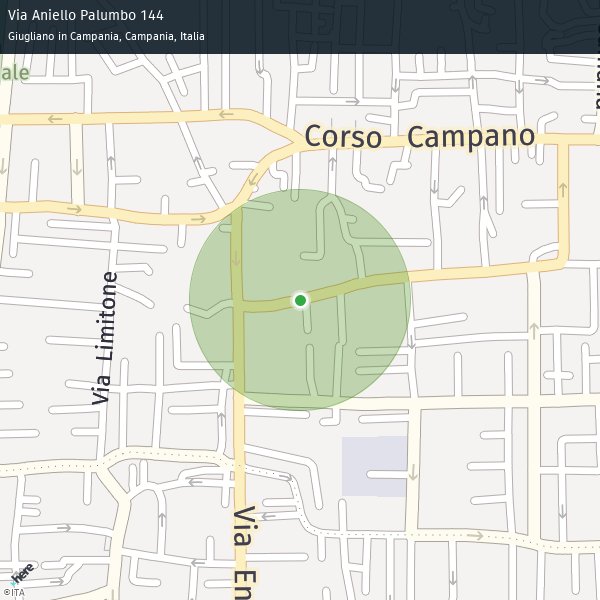 Via Aniello Palumbo 144
Giugliano in Campania, Campania, Italia
ale
Corso Campano
Via Limitone
Via En
here
©ITA